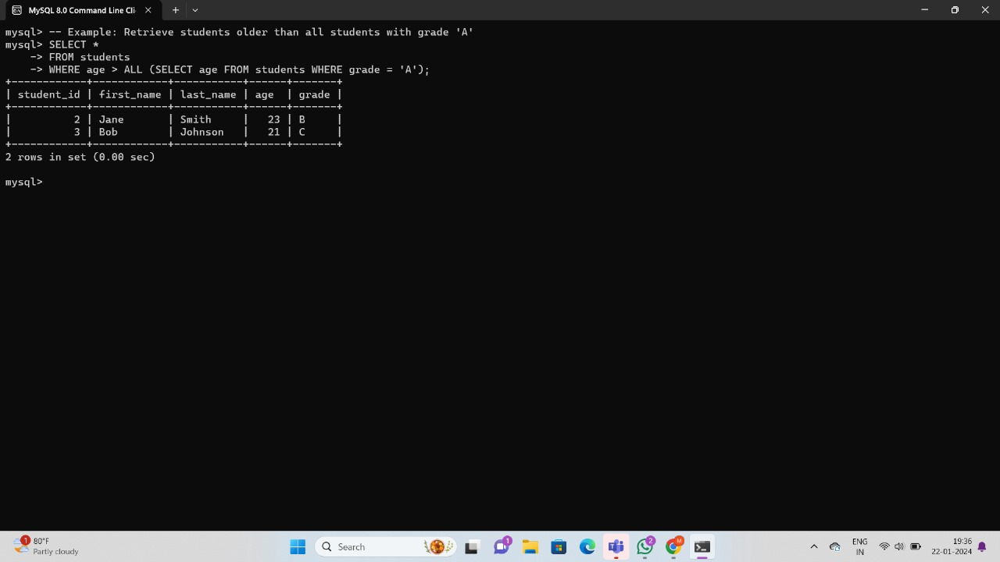 MySQL 8.0 Command Line Cli
mysql> -- Example: Retrieve students older than all students with grade 'A'
mysql> SELECT *
    -> FROM students
    -> WHERE age > ALL (SELECT age FROM students WHERE grade = 'A');
+------------+------------+-----------+------+-------+
| student_id | first_name | last_name | age  | grade |
+------------+------------+-----------+------+-------+
|          2 | Jane       | Smith     |   23 | B     |
|          3 | Bob        | Johnson   |   21 | C     |
+------------+------------+-----------+------+-------+
2 rows in set (0.00 sec)
mysql>
1
80°F
Partly cloudy
Search
1
2
M
ENG
IN
19:36
22-01-2024